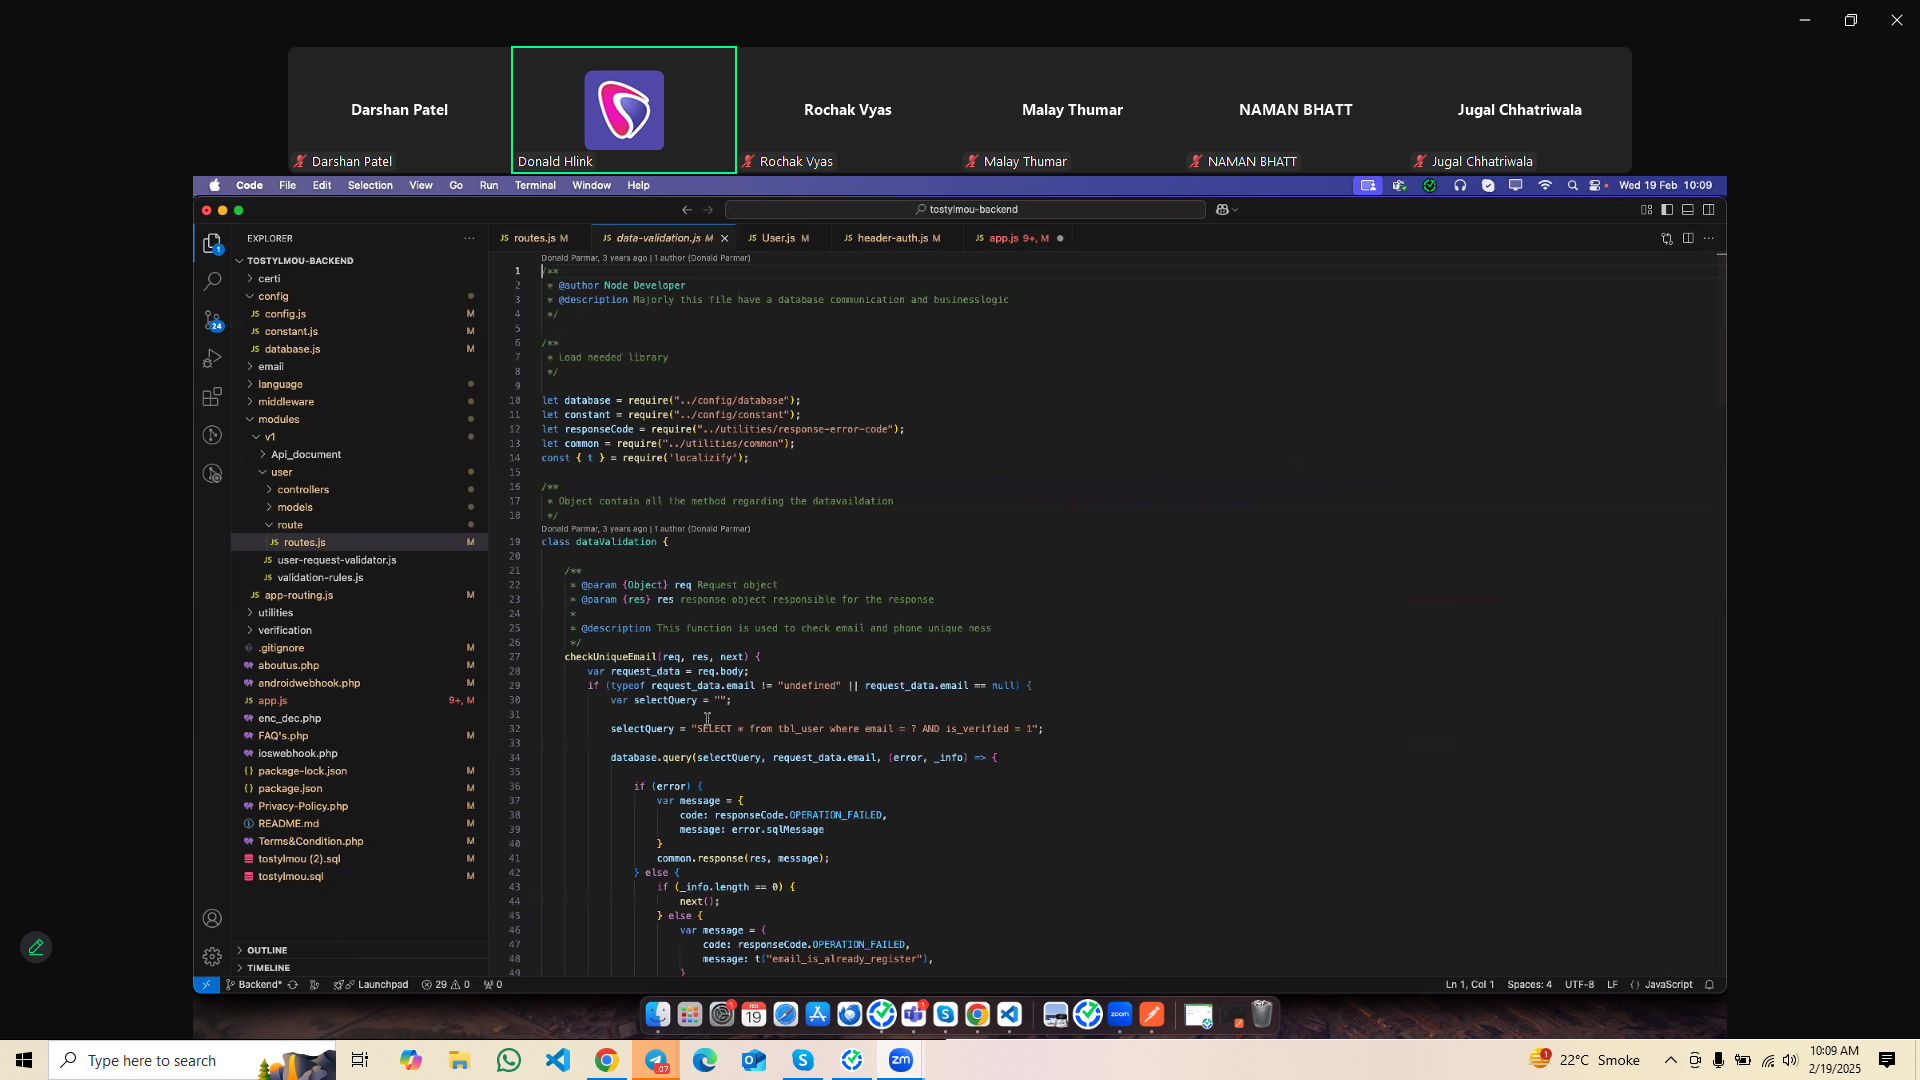 Darshan Patel
Rochak Vyas
Malay Thumar
NAMAN BHATT
Jugal Chhatriwala
Darshan Patel
Donald Hlink
Rochak Vyas
Malay Thumar
NAMAN BHATT
Jugal Chhatriwala
Code File Edit Selection View Go Run Terminal Window Help
Wed 19 Feb 10:09
tostylmou-backend
EXPLORER
routes.js M
data-validation.js M
User.js M
header-auth.js M
app.js 9+, M
TOSTYLMOU-BACKEND
certi
config
JS config.js M
JS constant.js M
JS database.js M
email
language
middleware
modules
v1
Api_document
user
controllers
models
route
JS routes.js M
JS user-request-validator.js
JS validation-rules.js
JS app-routing.js M
utilities
verification
.gitignore M
aboutus.php M
androidwebhook.php M
JS app.js 9+, M
enc_dec.php M
FAQ's.php M
ioswebhook.php M
package-lock.json M
package.json M
Privacy-Policy.php M
README.md M
Terms&Condition.php M
tostylmou (2).sql M
tostylmou.sql M
OUTLINE
TIMELINE
Donald Parmar, 3 years ago | 1 author (Donald Parmar)
1 /**
2 * @author Node Developer
3 * @description Majorly this file have a database communication and businesslogic
4 */
5
6 /**
7 * Load needed library
8 */
9
10 let database = require("../config/database");
11 let constant = require("../config/constant");
12 let responseCode = require("../utilities/response-error-code");
13 let common = require("../utilities/common");
14 const { t } = require('localizify');
15
16 /**
17 * Object contain all the method regarding the datavaildation
18 */
Donald Parmar, 3 years ago | 1 author (Donald Parmar)
19 class dataValidation {
20
21 /**
22 * @param {Object} req Request object
23 * @param {res} res response object responsible for the response
24 *
25 * @description This function is used to check email and phone unique ness
26 */
27 checkUniqueEmail(req, res, next) {
28 var request_data = req.body;
29 if (typeof request_data.email != "undefined" || request_data.email == null) {
30 var selectQuery = "";
31
32 selectQuery = "SELECT * from tbl_user where email = ? AND is_verified = 1";
33
34 database.query(selectQuery, request_data.email, (error, _info) => {
35
36 if (error) {
37 var message = {
38 code: responseCode.OPERATION_FAILED,
39 message: error.sqlMessage
40 }
41 common.response(res, message);
42 } else {
43 if (_info.length == 0) {
44 next();
45 } else {
46 var message = {
47 code: responseCode.OPERATION_FAILED,
48 message: t("email_is_already_register"),
49 }
Backend* Launchpad 29 0 0
Ln 1, Col 1 Spaces: 4 UTF-8 LF {} JavaScript
FEB
19
zoom
Type here to search
.07
zm
22°C Smoke
10:09 AM
2/19/2025